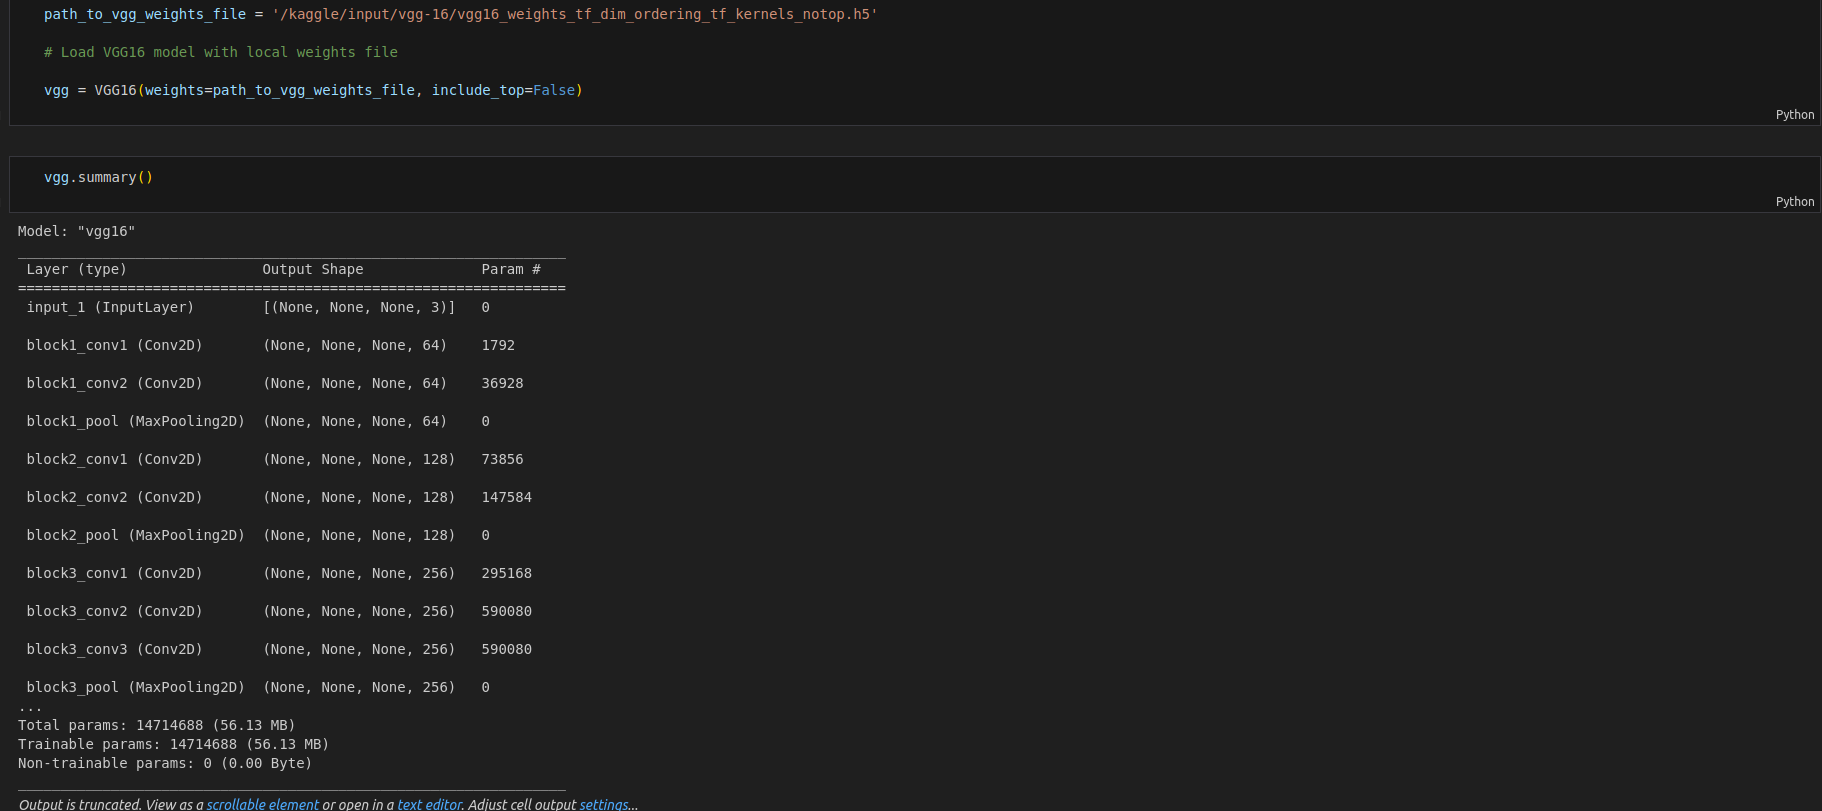 path_to_vgg_weights_file = '/kaggle/input/vgg-16/vgg16_weights_tf_dim_ordering_tf_kernels_notop.h5'
# Load VGG16 model with local weights file
vgg = VGG16(weights=path_to_vgg_weights_file, include_top=False)
Python
vgg.summary()
Python
Model: "vgg16"
_________________________________________________________________
Layer (type) Output Shape Param #
=================================================================
input_1 (InputLayer) [(None, None, None, 3)] 0
block1_conv1 (Conv2D) (None, None, None, 64) 1792
block1_conv2 (Conv2D) (None, None, None, 64) 36928
block1_pool (MaxPooling2D) (None, None, None, 64) 0
block2_conv1 (Conv2D) (None, None, None, 128) 73856
block2_conv2 (Conv2D) (None, None, None, 128) 147584
block2_pool (MaxPooling2D) (None, None, None, 128) 0
block3_conv1 (Conv2D) (None, None, None, 256) 295168
block3_conv2 (Conv2D) (None, None, None, 256) 590080
block3_conv3 (Conv2D) (None, None, None, 256) 590080
block3_pool (MaxPooling2D) (None, None, None, 256) 0
...
Total params: 14714688 (56.13 MB)
Trainable params: 14714688 (56.13 MB)
Non-trainable params: 0 (0.00 Byte)
_________________________________________________________________
Output is truncated. View as a scrollable element or open in a text editor. Adjust cell output settings...